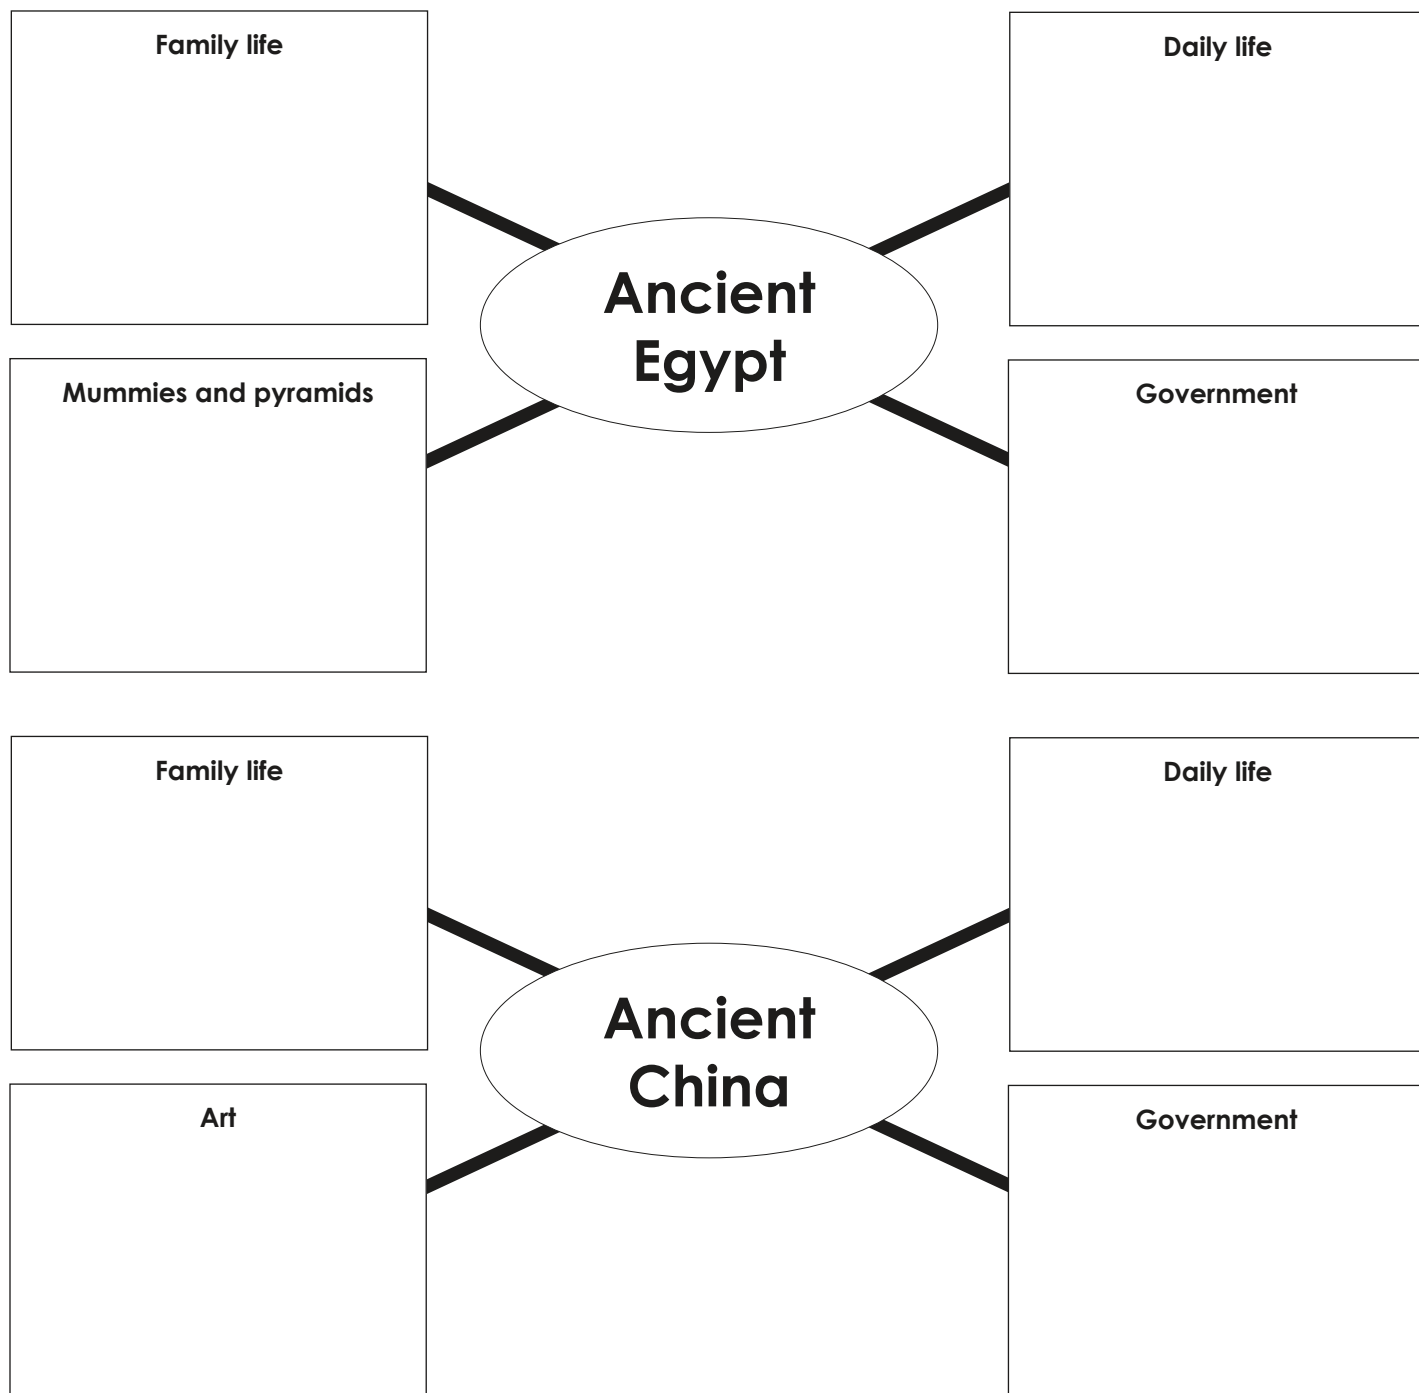 Family life
Daily life
Ancient
Egypt
Mummies and pyramids
Government
Family life
Daily life
Ancient
China
Art
Government